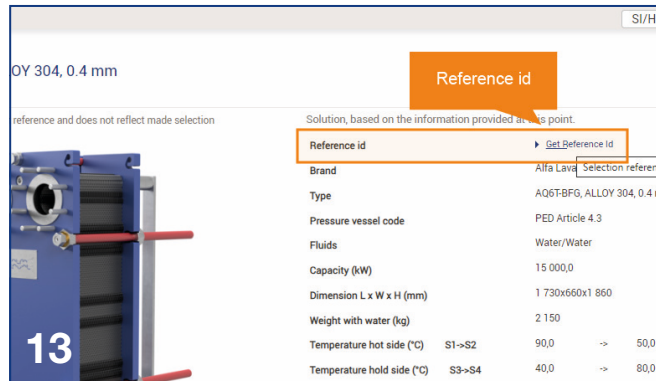 SI/H
OY 304, 0.4 mm
Reference id
reference and does not reflect made selection
Solution, based on the information provided at this point.
Reference id Get Reference Id
Brand Alfa Lava Selection referen
Type AQ6T-BFG, ALLOY 304, 0.4
Pressure vessel code PED Article 4.3
Fluids Water/Water
Capacity (kW) 15 000,0
Dimension L x W x H (mm) 1 730x660x1 860
Weight with water (kg) 2 150
Temperature hot side (°C) S1->S2 90,0 -> 50,0
Temperature hold side (°C) S3->S4 40,0 -> 80,0
13